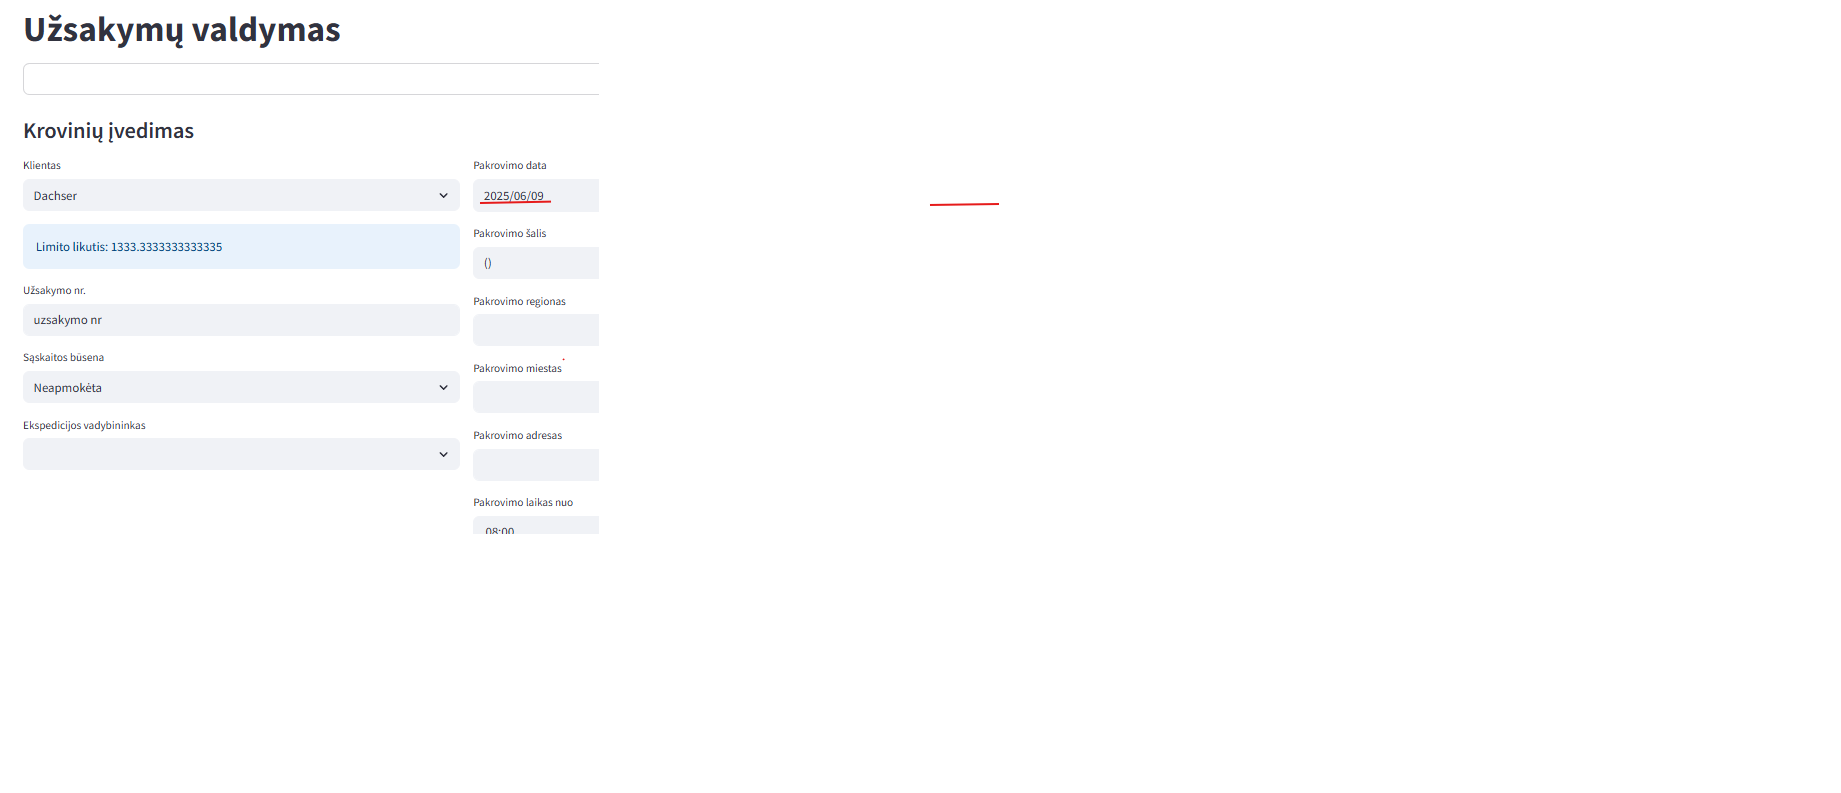 Užsakymų valdymas
Krovinių įvedimas
Klientas
Dachser
Limito likutis: 1333.3333333333335
Užsakymo nr.
uzsakymo nr
Sąskaitos būsena
Neapmokėta
Ekspedicijos vadybininkas
Pakrovimo data
2025/06/09
Pakrovimo šalis
()
Pakrovimo regionas
Pakrovimo miestas
Pakrovimo adresas
Pakrovimo laikas nuo
08:00